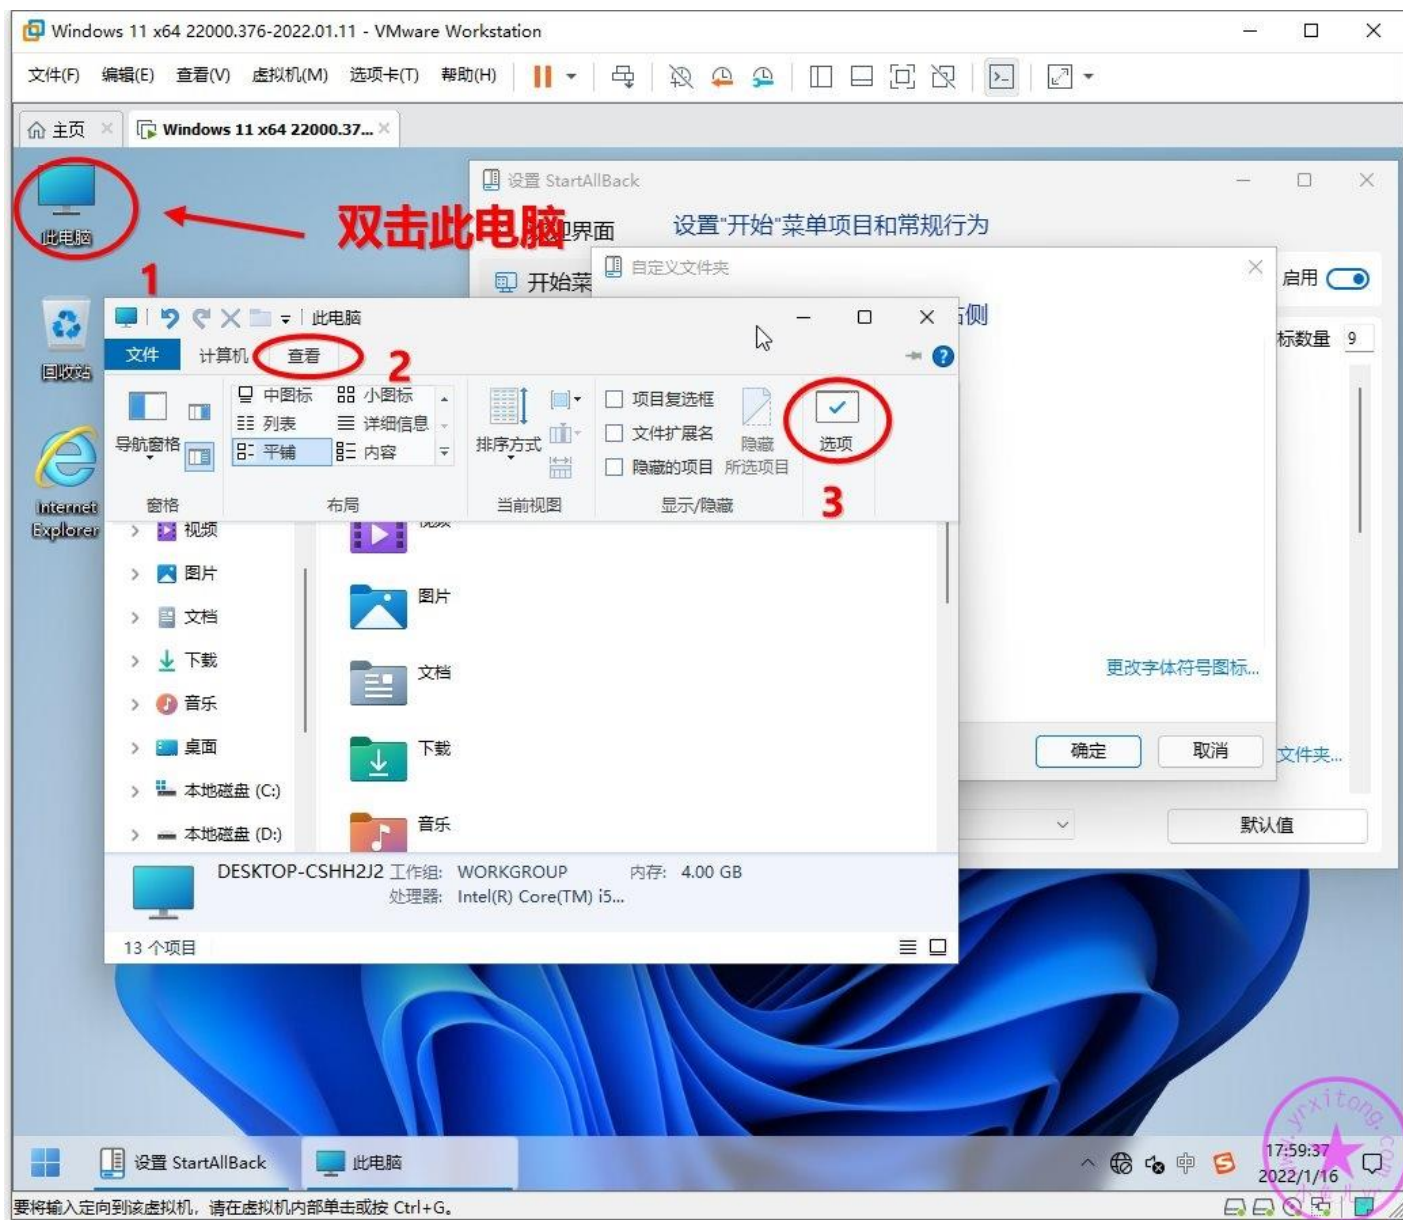 Windows 11 x64 22000.376-2022.01.11 - VMware Workstation
文件(F) 编辑(E) 查看(V) 虚拟机(M) 选项卡(T) 帮助(H)
主页 Windows 11 x64 22000.37...
此电脑
双击此电脑
1
回收站
Internet
Explorer
设置 StartAllBack
迎界面
设置"开始"菜单项目和常规行为
开始菜
自定义文件夹
启用
右侧
标数量 9
此电脑
文件 计算机 查看
2
中图标 小图标
列表 详细信息
平铺 内容
导航窗格
排序方式
项目复选框
文件扩展名
隐藏的项目
隐藏
所选项目
选项
窗格 布局 当前视图 显示/隐藏
3
视频
图片
文档
下载
音乐
桌面
本地磁盘 (C:)
本地磁盘 (D:)
视频
图片
文档
下载
音乐
更改字体符号图标...
确定 取消
文件夹...
默认值
DESKTOP-CSHH2J2 工作组: WORKGROUP 内存: 4.00 GB
处理器: Intel(R) Core(TM) i5...
13 个项目
设置 StartAllBack
此电脑
中
17:59:37
2022/1/16
要将输入定向到该虚拟机，请在虚拟机内部单击或按 Ctrl+G。